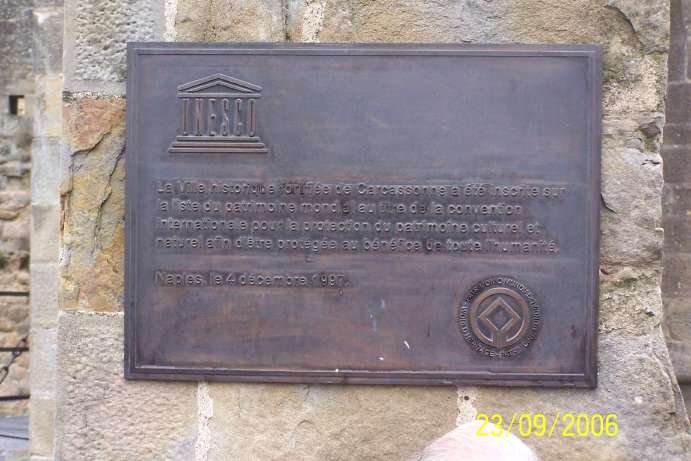 UNESCO
La Ville historique fortifiée de Carcassonne a été inscrite sur
la liste du patrimoine mondial au titre de la convention
internationale pour la protection du patrimoine culturel et
naturel afin d'être protégée au bénéfice de toute l'humanité.
Naples, le 4 décembre 1997.
23/09/2006